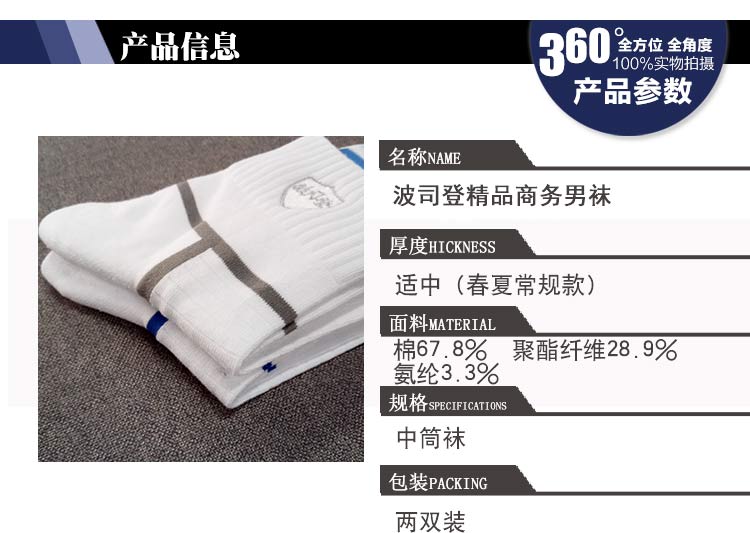 产品信息
360°全方位 全角度
100%实物拍摄
产品参数
名称NAME
波司登精品商务男袜
厚度HICKNESS
适中（春夏常规款）
面料MATERIAL
棉67.8% 聚酯纤维28.9%
氨纶3.3%
规格SPECIFICATIONS
中筒袜
包装PACKING
两双装